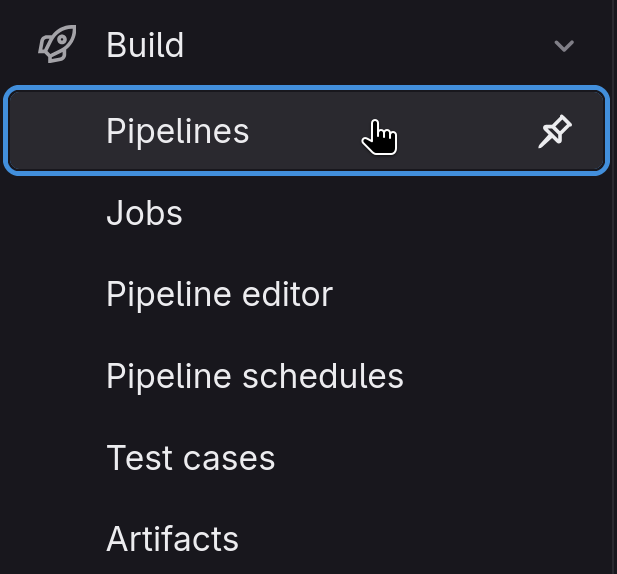 Build
Pipelines
Jobs
Pipeline editor
Pipeline schedules
Test cases
Artifacts